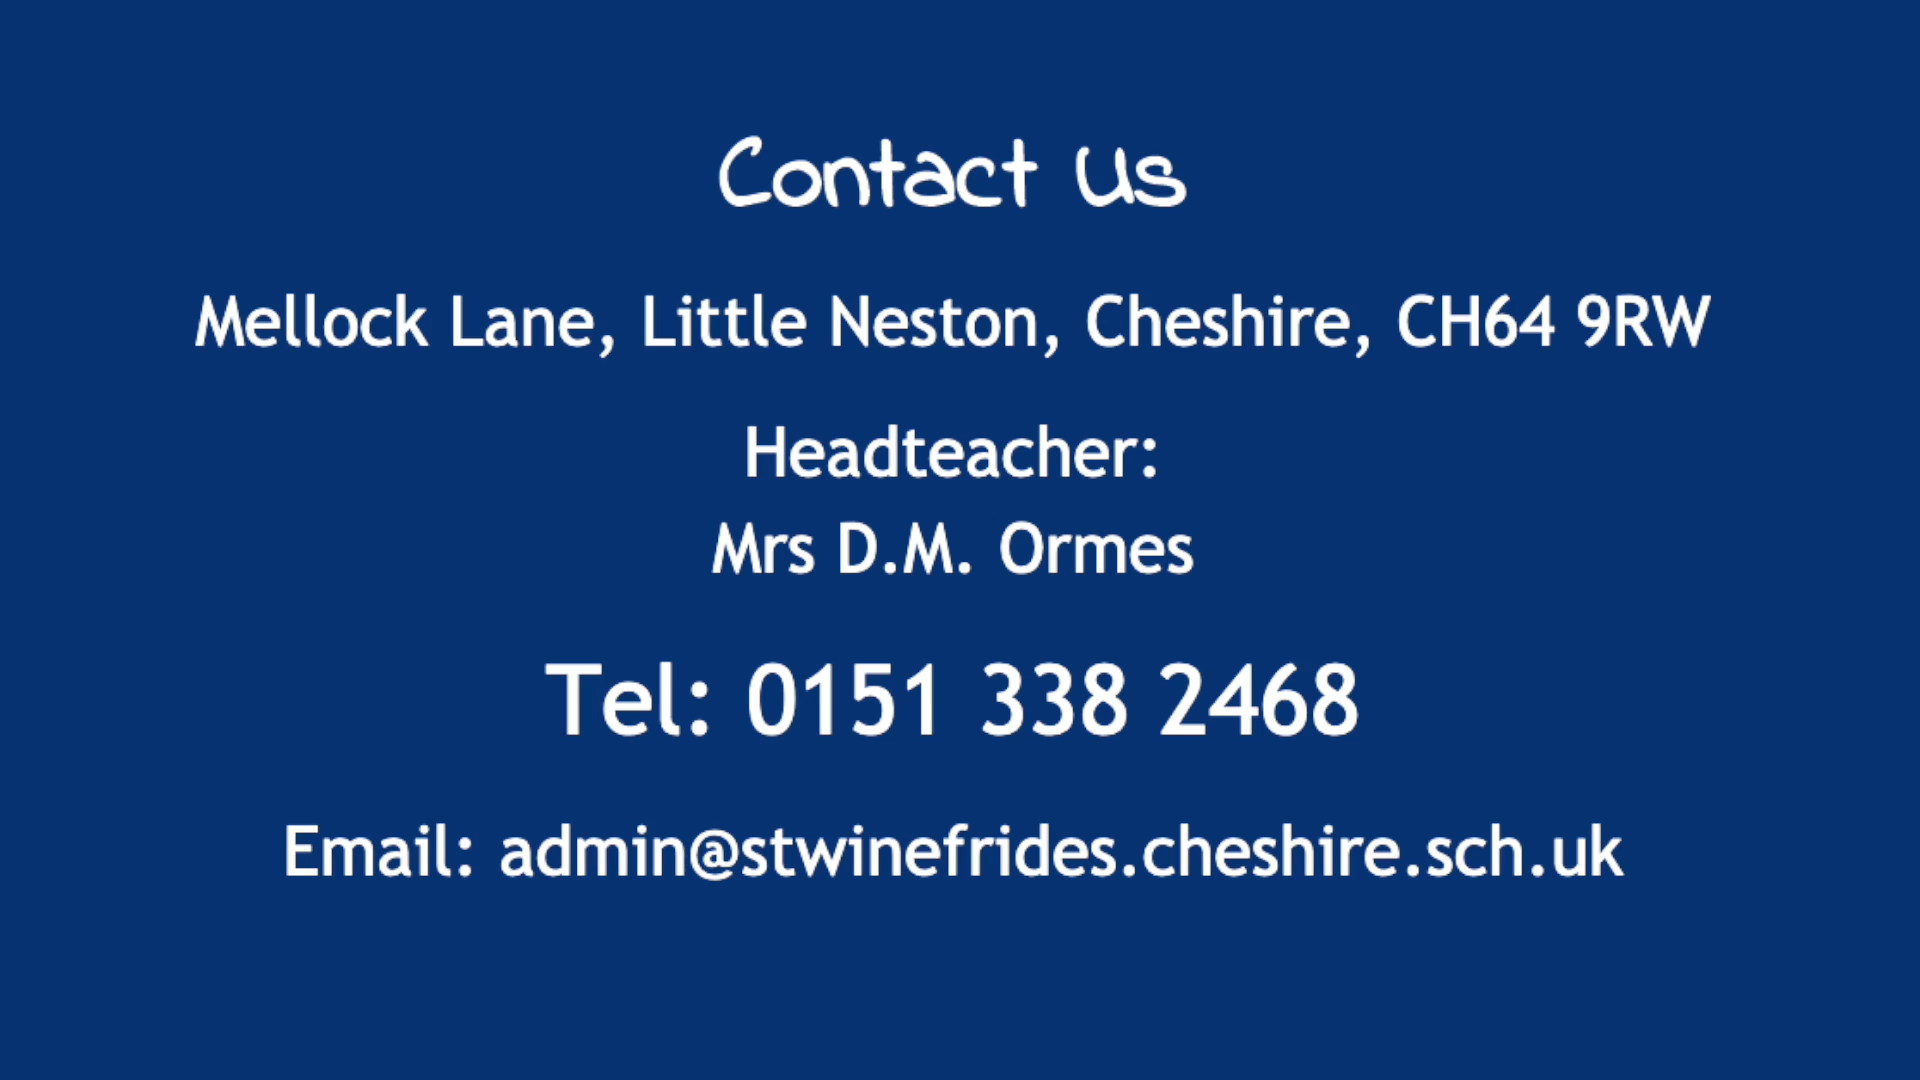 Contact Us
Mellock Lane, Little Neston, Cheshire, CH64 9RW
Headteacher:
Mrs D.M. Ormes
Tel: 0151 338 2468
Email: admin@stwinefrides.cheshire.sch.uk